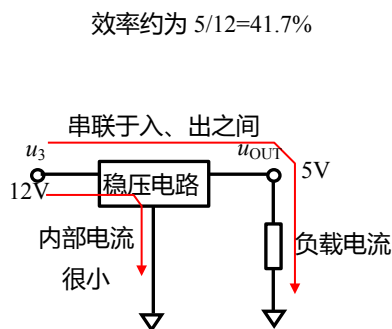 效率约为 5/12=41.7%
串联于入、出之间
u3
uOUT
12V
稳压电路
5V
内部电流
很小
负载电流